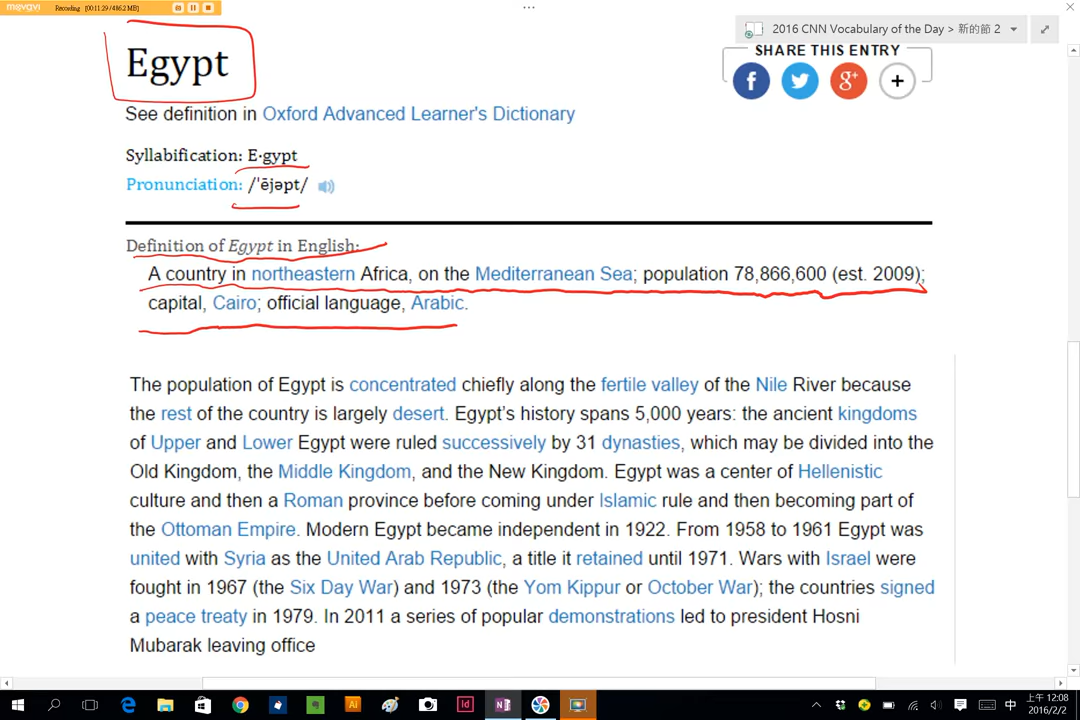 movavi Recording [00:11:29 / 486.2 MB]
2016 CNN Vocabulary of the Day > 新的節 2
SHARE THIS ENTRY
Egypt
See definition in Oxford Advanced Learner's Dictionary
Syllabification: E·gypt
Pronunciation: /ˈējəpt/
Definition of Egypt in English:
A country in northeastern Africa, on the Mediterranean Sea; population 78,866,600 (est. 2009);
capital, Cairo; official language, Arabic.
The population of Egypt is concentrated chiefly along the fertile valley of the Nile River because
the rest of the country is largely desert. Egypt's history spans 5,000 years: the ancient kingdoms
of Upper and Lower Egypt were ruled successively by 31 dynasties, which may be divided into the
Old Kingdom, the Middle Kingdom, and the New Kingdom. Egypt was a center of Hellenistic
culture and then a Roman province before coming under Islamic rule and then becoming part of
the Ottoman Empire. Modern Egypt became independent in 1922. From 1958 to 1961 Egypt was
united with Syria as the United Arab Republic, a title it retained until 1971. Wars with Israel were
fought in 1967 (the Six Day War) and 1973 (the Yom Kippur or October War); the countries signed
a peace treaty in 1979. In 2011 a series of popular demonstrations led to president Hosni
Mubarak leaving office
中
上午 12:08
2016/2/2